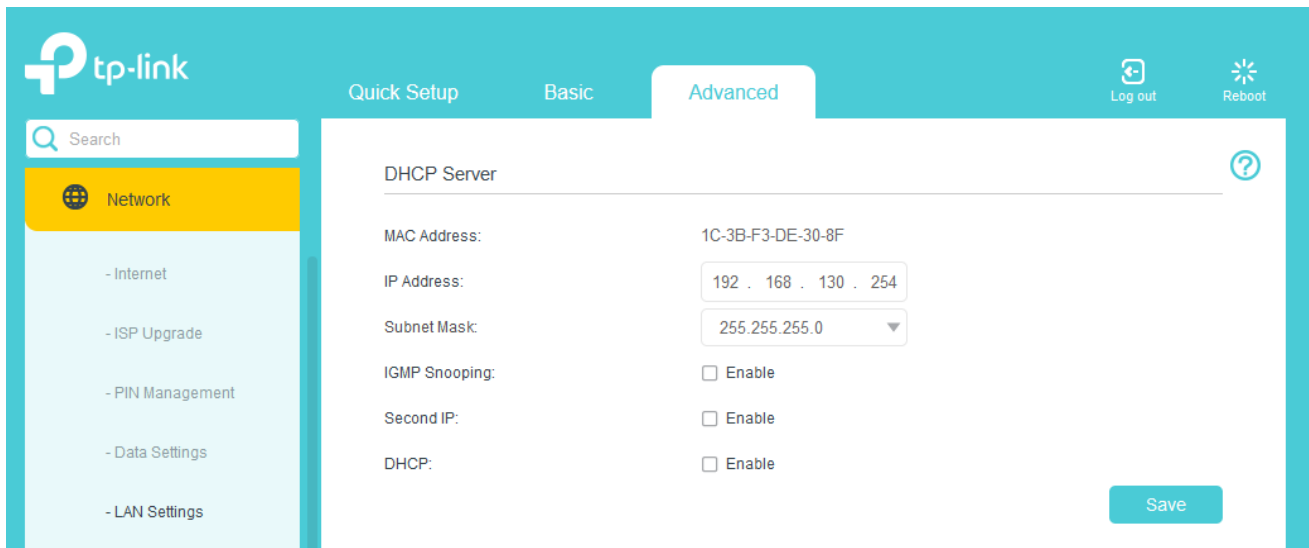 tp-link
Quick Setup Basic Advanced Log out Reboot
Search
Network
- Internet
- ISP Upgrade
- PIN Management
- Data Settings
- LAN Settings
DHCP Server ?
MAC Address: 1C-3B-F3-DE-30-8F
IP Address: 192 . 168 . 130 . 254
Subnet Mask: 255.255.255.0
IGMP Snooping: Enable
Second IP: Enable
DHCP: Enable
Save